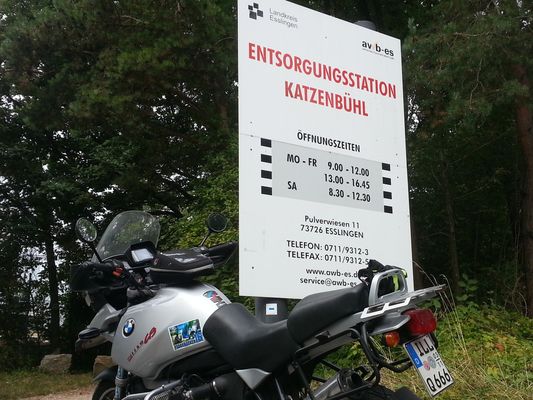 Landkreis
Esslingen
awb-es
ENTSORGUNGSSTATION
KATZENBÜHL
ÖFFNUNGSZEITEN
MO - FR 9.00 - 12.00
13.00 - 16.45
SA 8.30 - 12.30
Pulverwiesen 11
73726 ESSLINGEN
TELEFON: 0711/9312-3
TELEFAX: 0711/9312-5
www.awb-es.d
service@awb-es
BMW
Q 666